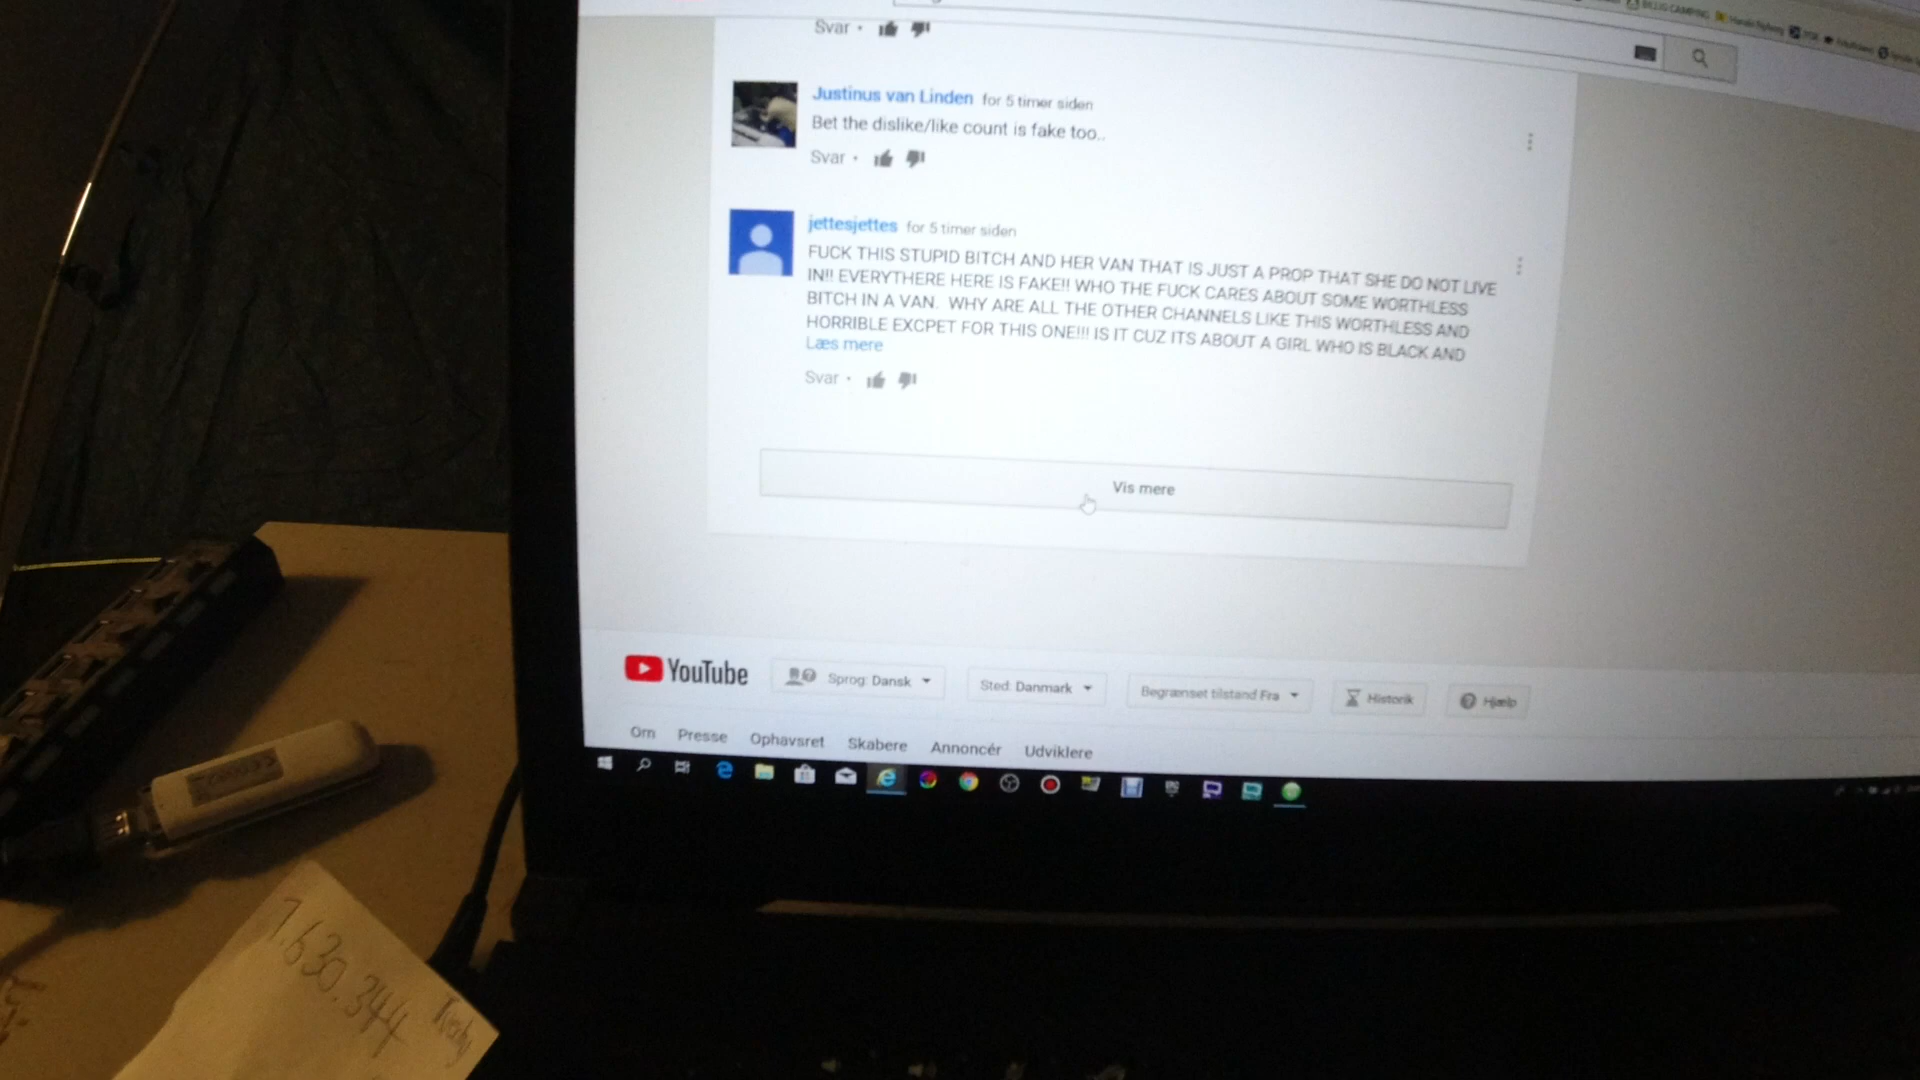 Svar •
BILLIG CAMPING
Justinus van Linden for 5 timer siden
Bet the dislike/like count is fake too..
Svar •
jettesjettes for 5 timer siden
FUCK THIS STUPID BITCH AND HER VAN THAT IS JUST A PROP THAT SHE DO NOT LIVE
IN!! EVERYTHERE HERE IS FAKE!! WHO THE FUCK CARES ABOUT SOME WORTHLESS
BITCH IN A VAN. WHY ARE ALL THE OTHER CHANNELS LIKE THIS WORTHLESS AND
HORRIBLE EXCPET FOR THIS ONE!!! IS IT CUZ ITS ABOUT A GIRL WHO IS BLACK AND
Læs mere
Svar •
Vis mere
YouTube Sprog: Dansk Sted: Danmark Begrænset tilstand Fra Historik Hjælp
Om Presse Ophavsret Skabere Annoncér Udviklere
7.630.344